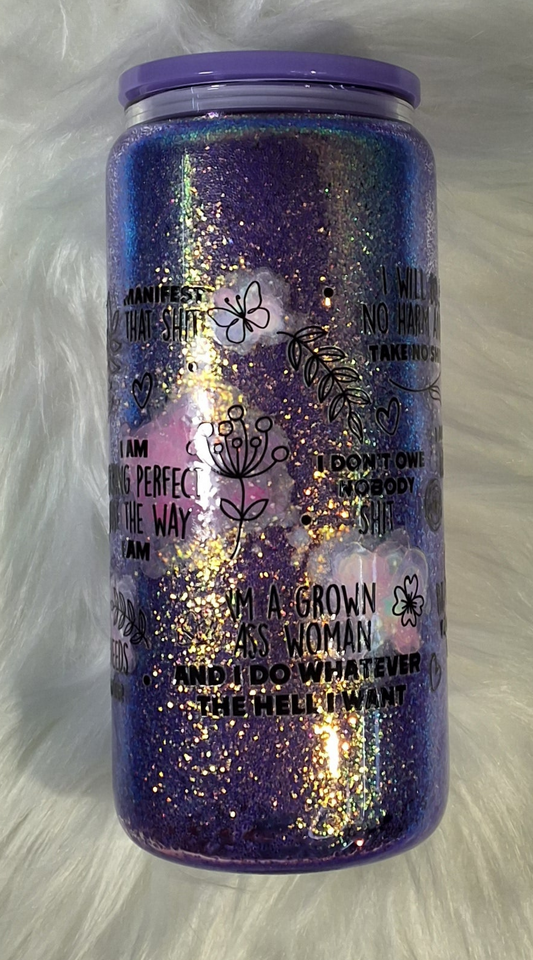 MANIFEST
THAT SHIT
I WILL
NO HARM
TAKE NO
I AM
PERFECT
THE WAY
I AM
I DON'T OWE
NOBODY
SHIT
I'M A GROWN
ASS WOMAN
AND I DO WHATEVER
THE HELL I WANT